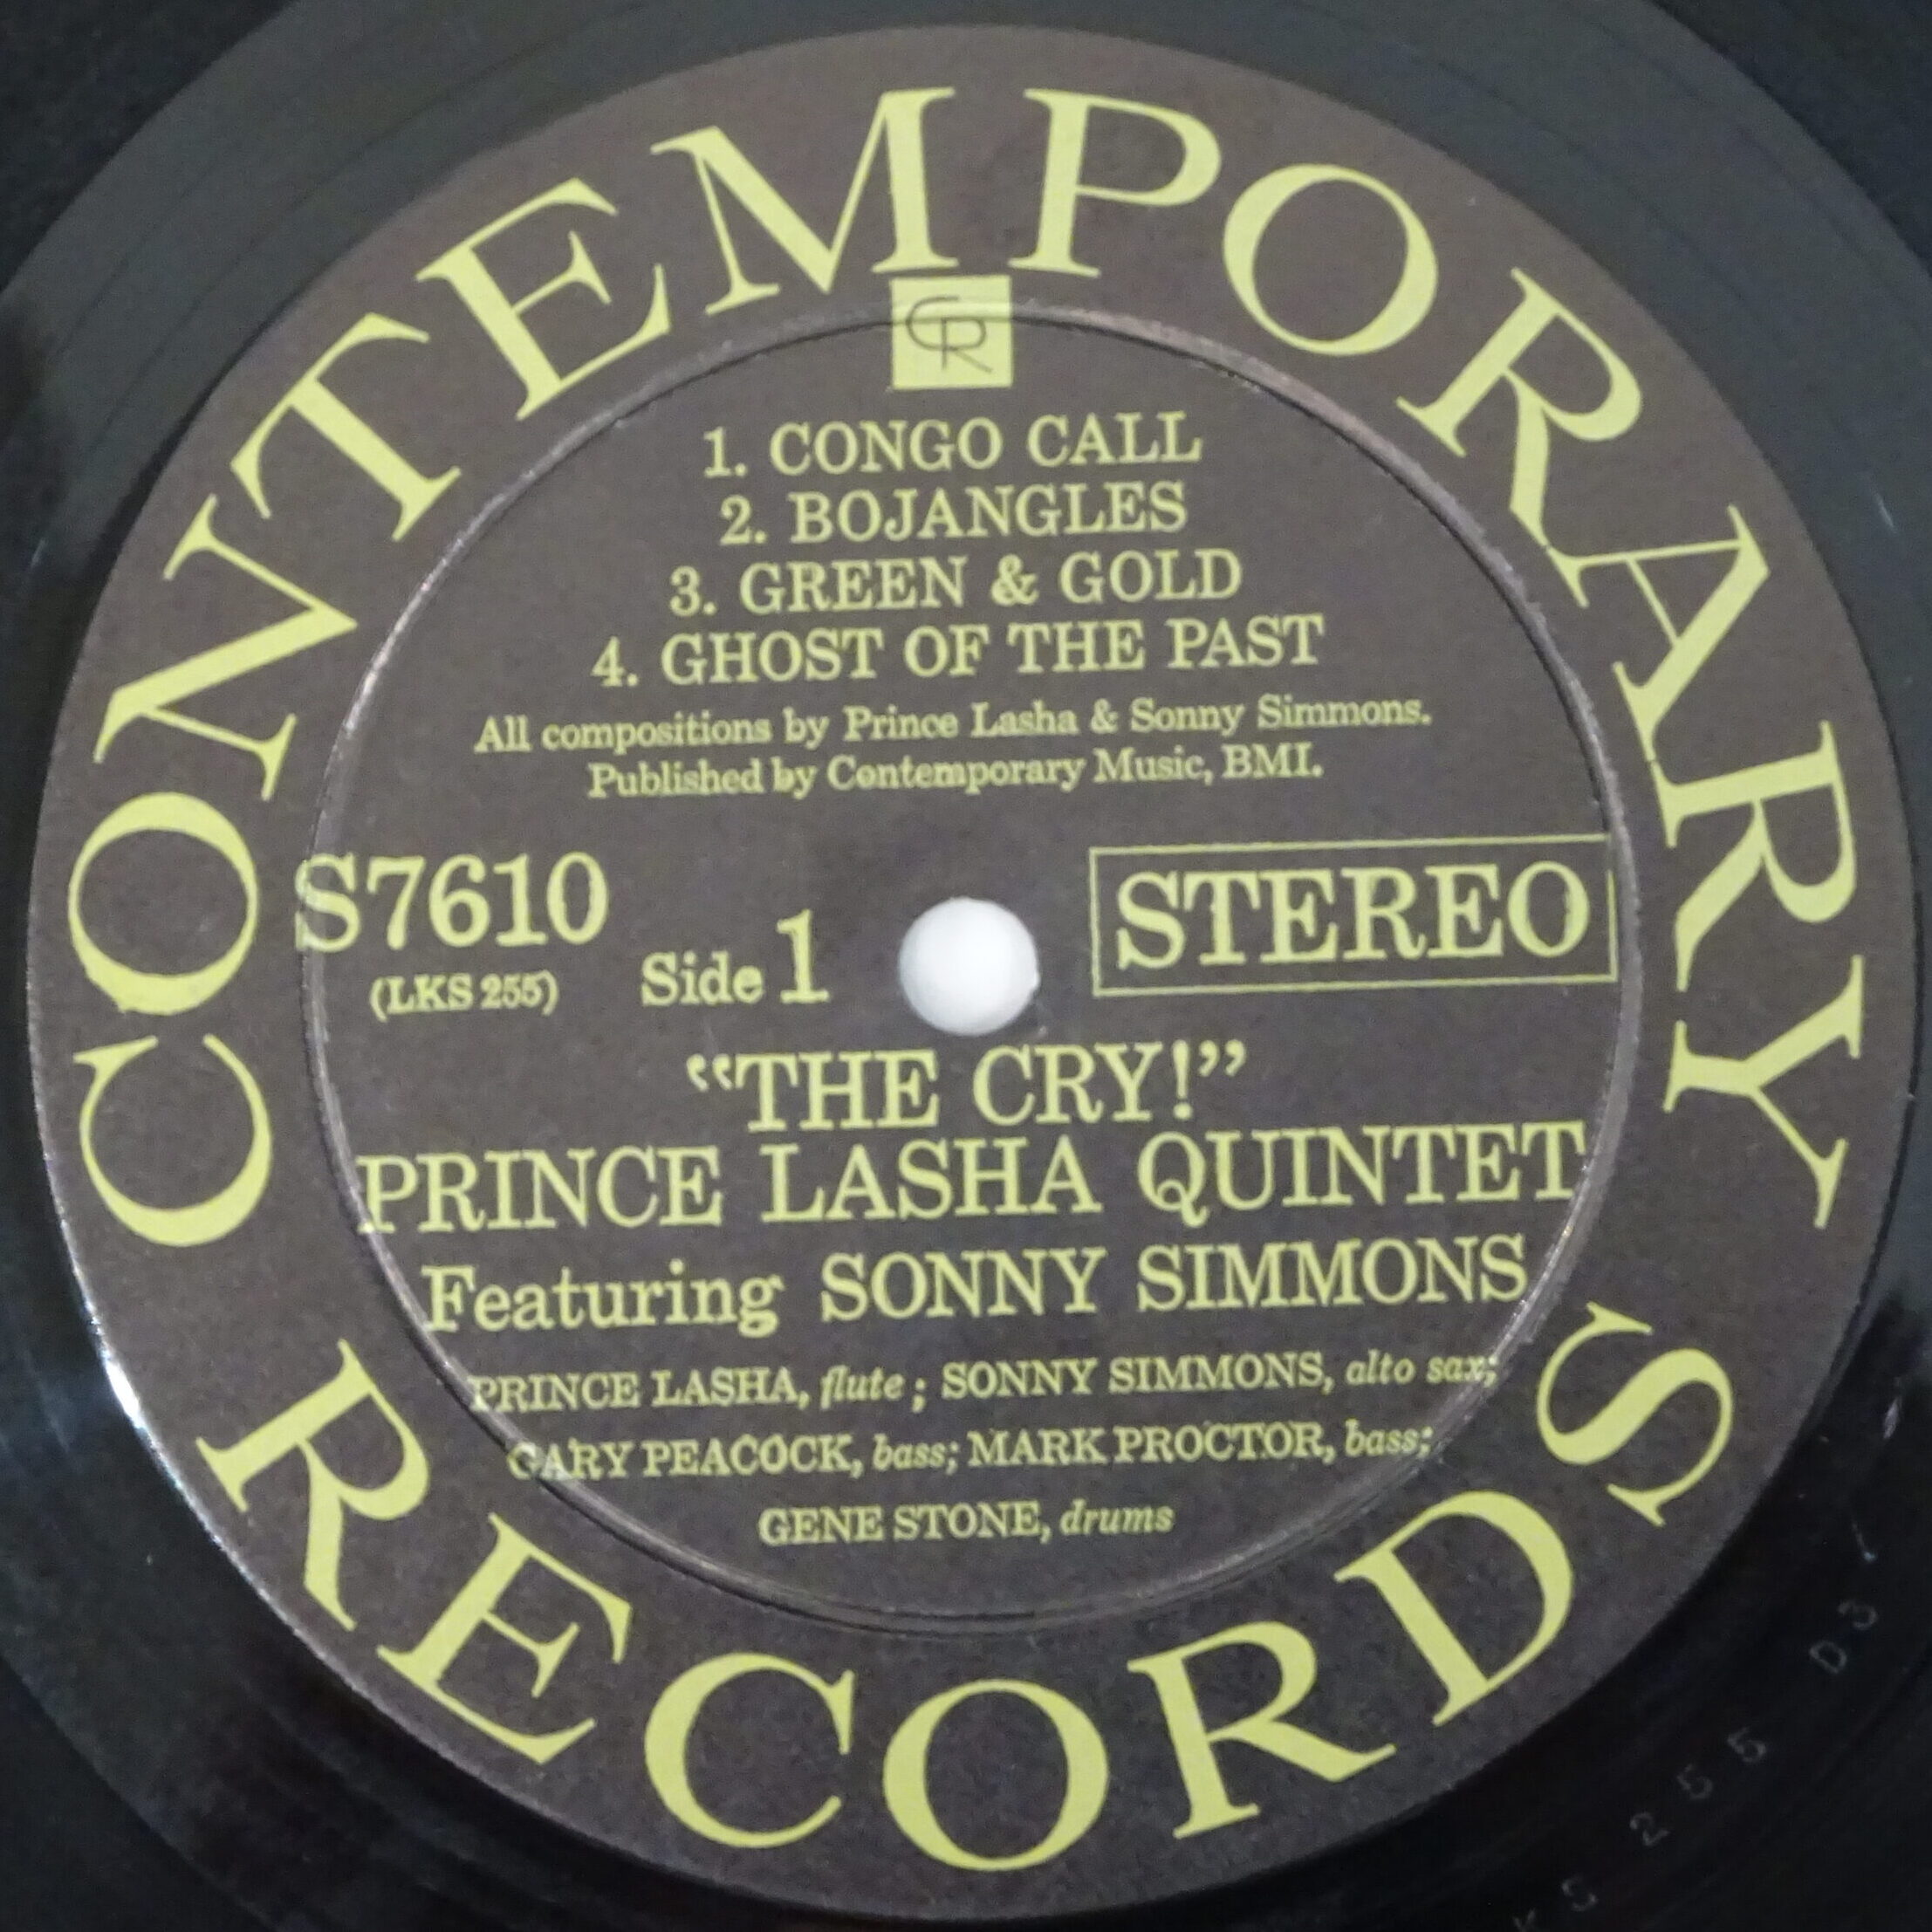 CONTEMPORARY
CR
1. CONGO CALL
2. BOJANGLES
3. GREEN & GOLD
4. GHOST OF THE PAST
All compositions by Prince Lasha & Sonny Simmons.
Published by Contemporary Music, BMI.
S7610
(LKS 255)
Side 1
STEREO
“THE CRY!”
PRINCE LASHA QUINTET
Featuring SONNY SIMMONS
PRINCE LASHA, flute ; SONNY SIMMONS, alto sax;
GARY PEACOCK, bass; MARK PROCTOR, bass;
GENE STONE, drums
RECORDS
KS 255 D3